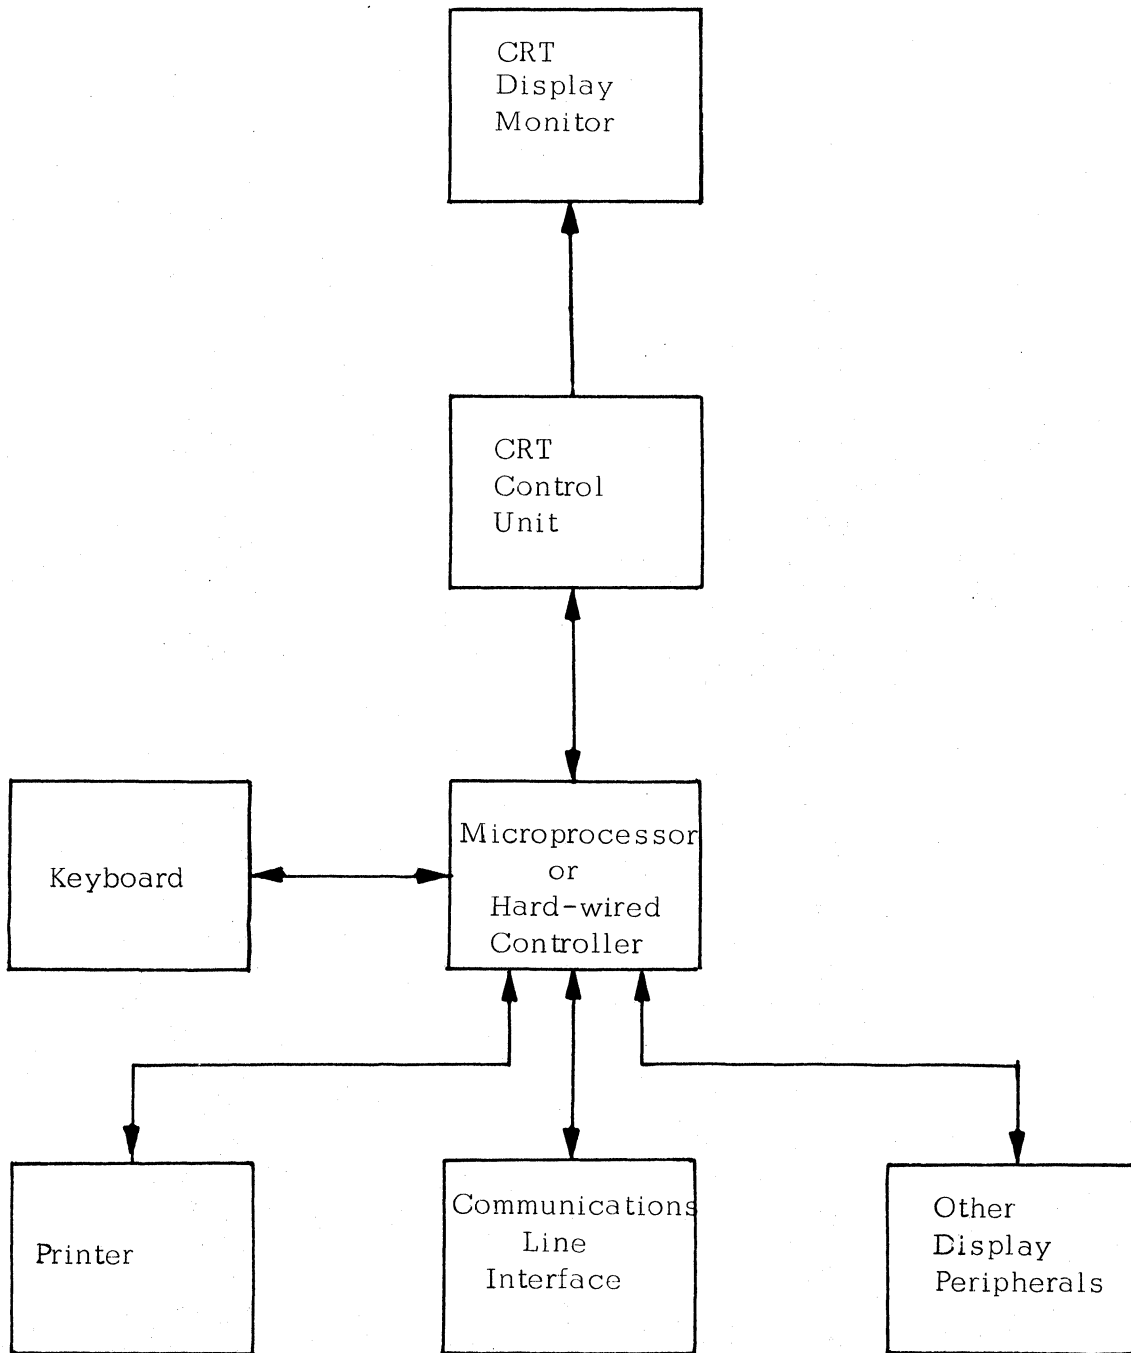 CRT
Display
Monitor
CRT
Control
Unit
Keyboard
Microprocessor
or
Hard-wired
Controller
Printer
Communications
Line
Interface
Other
Display
Peripherals